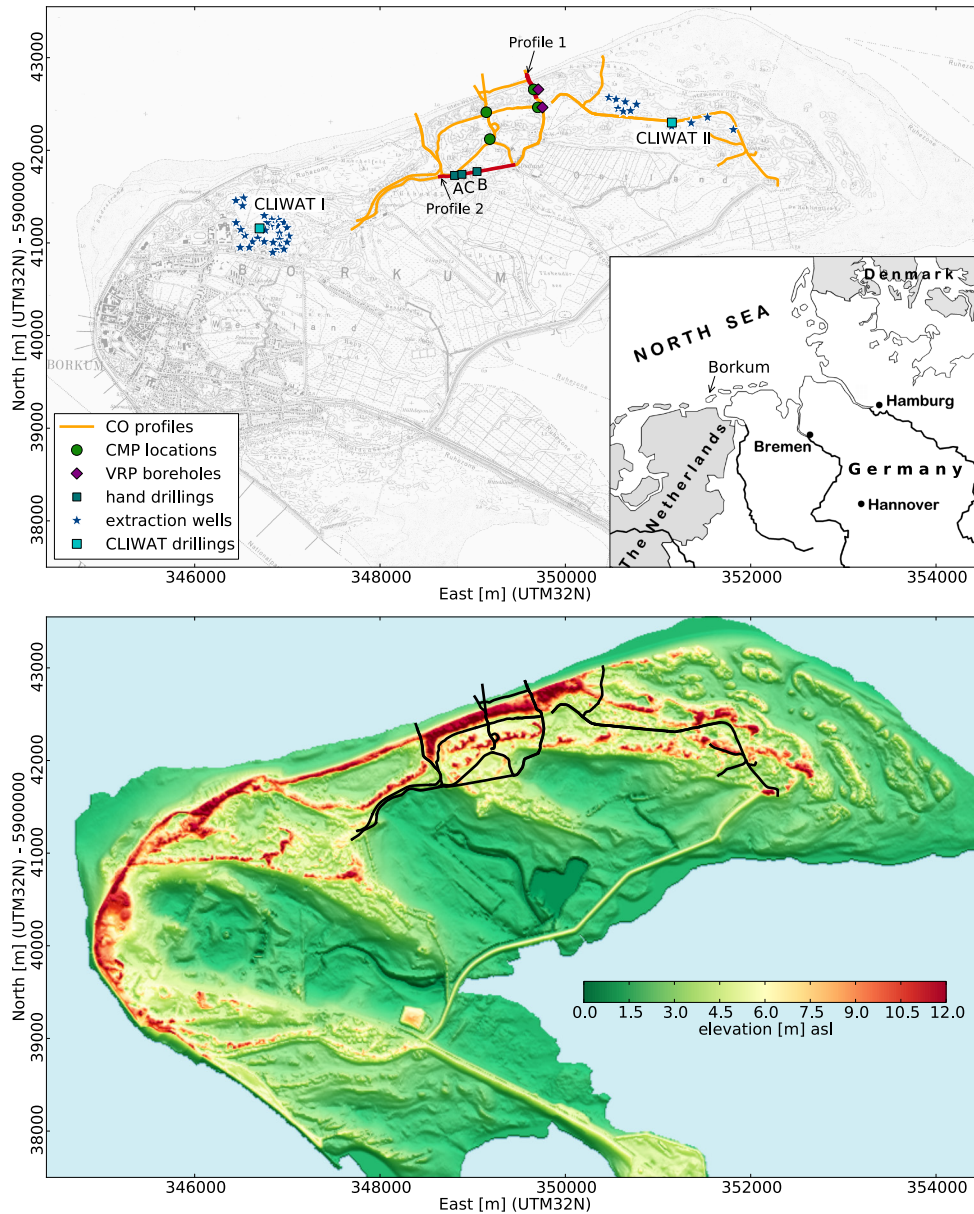 43000
42000
41000
40000
39000
38000
North [m] (UTM32N) - 5900000
Profile 1
CLIWAT II
A C B
Profile 2
CLIWAT I
BORKUM
Westland
BORKUM
CO profiles
CMP locations
VRP boreholes
hand drillings
extraction wells
CLIWAT drillings
Denmark
NORTH SEA
Borkum
Hamburg
Bremen
Germany
Hannover
The Netherlands
346000 348000 350000 352000 354000
East [m] (UTM32N)
43000
42000
41000
40000
39000
38000
North [m] (UTM32N) - 5900000
0.0 1.5 3.0 4.5 6.0 7.5 9.0 10.5 12.0
elevation [m] asl
346000 348000 350000 352000 354000
East [m] (UTM32N)